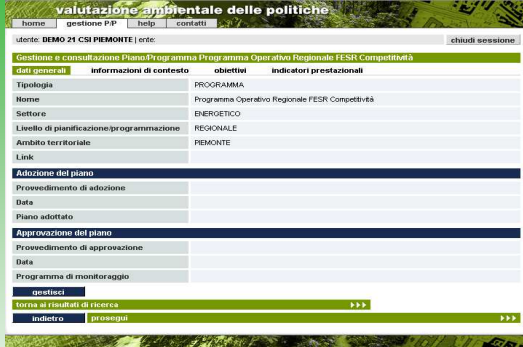 valutazione ambientale delle politiche
home gestione P/P help contatti
utente: DEMO 21 CSI PIEMONTE | ente: chiudi sessione
Gestione e consultazione Piano/Programma Programma Operativo Regionale FESR Competitività
dati generali informazioni di contesto obiettivi indicatori prestazionali
Tipologia PROGRAMMA
Nome Programma Operativo Regionale FESR Competitività
Settore ENERGETICO
Livello di pianificazione/programmazione REGIONALE
Ambito territoriale PIEMONTE
Link
Adozione del piano
Provvedimento di adozione
Data
Piano adottato
Approvazione del piano
Provvedimento di approvazione
Data
Programma di monitoraggio
gestisci
torna ai risultati di ricerca
indietro prosegui